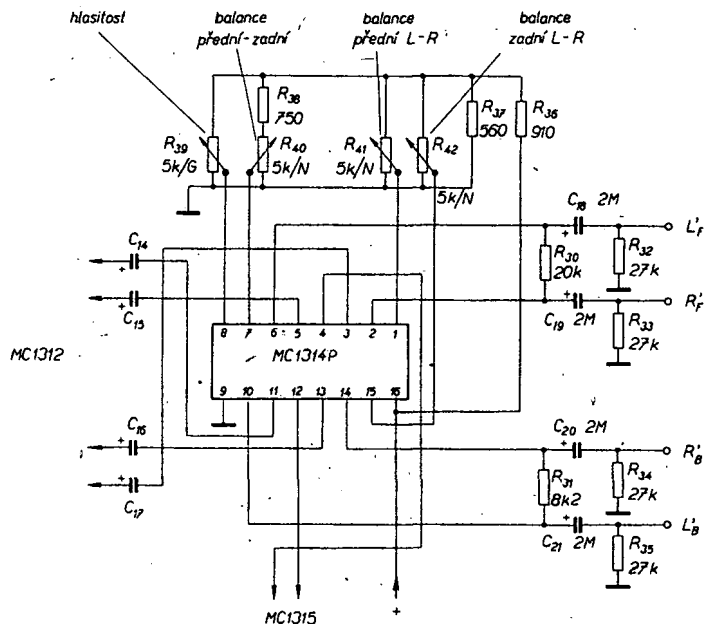 hlasitost
balance
přední-zadní
balance
přední L-R
balance
zadní L-R
R38
750
R37
560
R36
910
R39
5k/G
R40
5k/N
R41
5k/N
R42
5k/N
C14
C15
C18 2M
L'F
R30
20k
R32
27k
R'F
C19 2M
R33
27k
8 7 6 5 4 3 2 1
MC1314P
9 10 11 12 13 14 15 16
MC1312
C16
C17
C20 2M
R'B
R31
8k2
R34
27k
L'B
C21 2M
R35
27k
MC1315
+